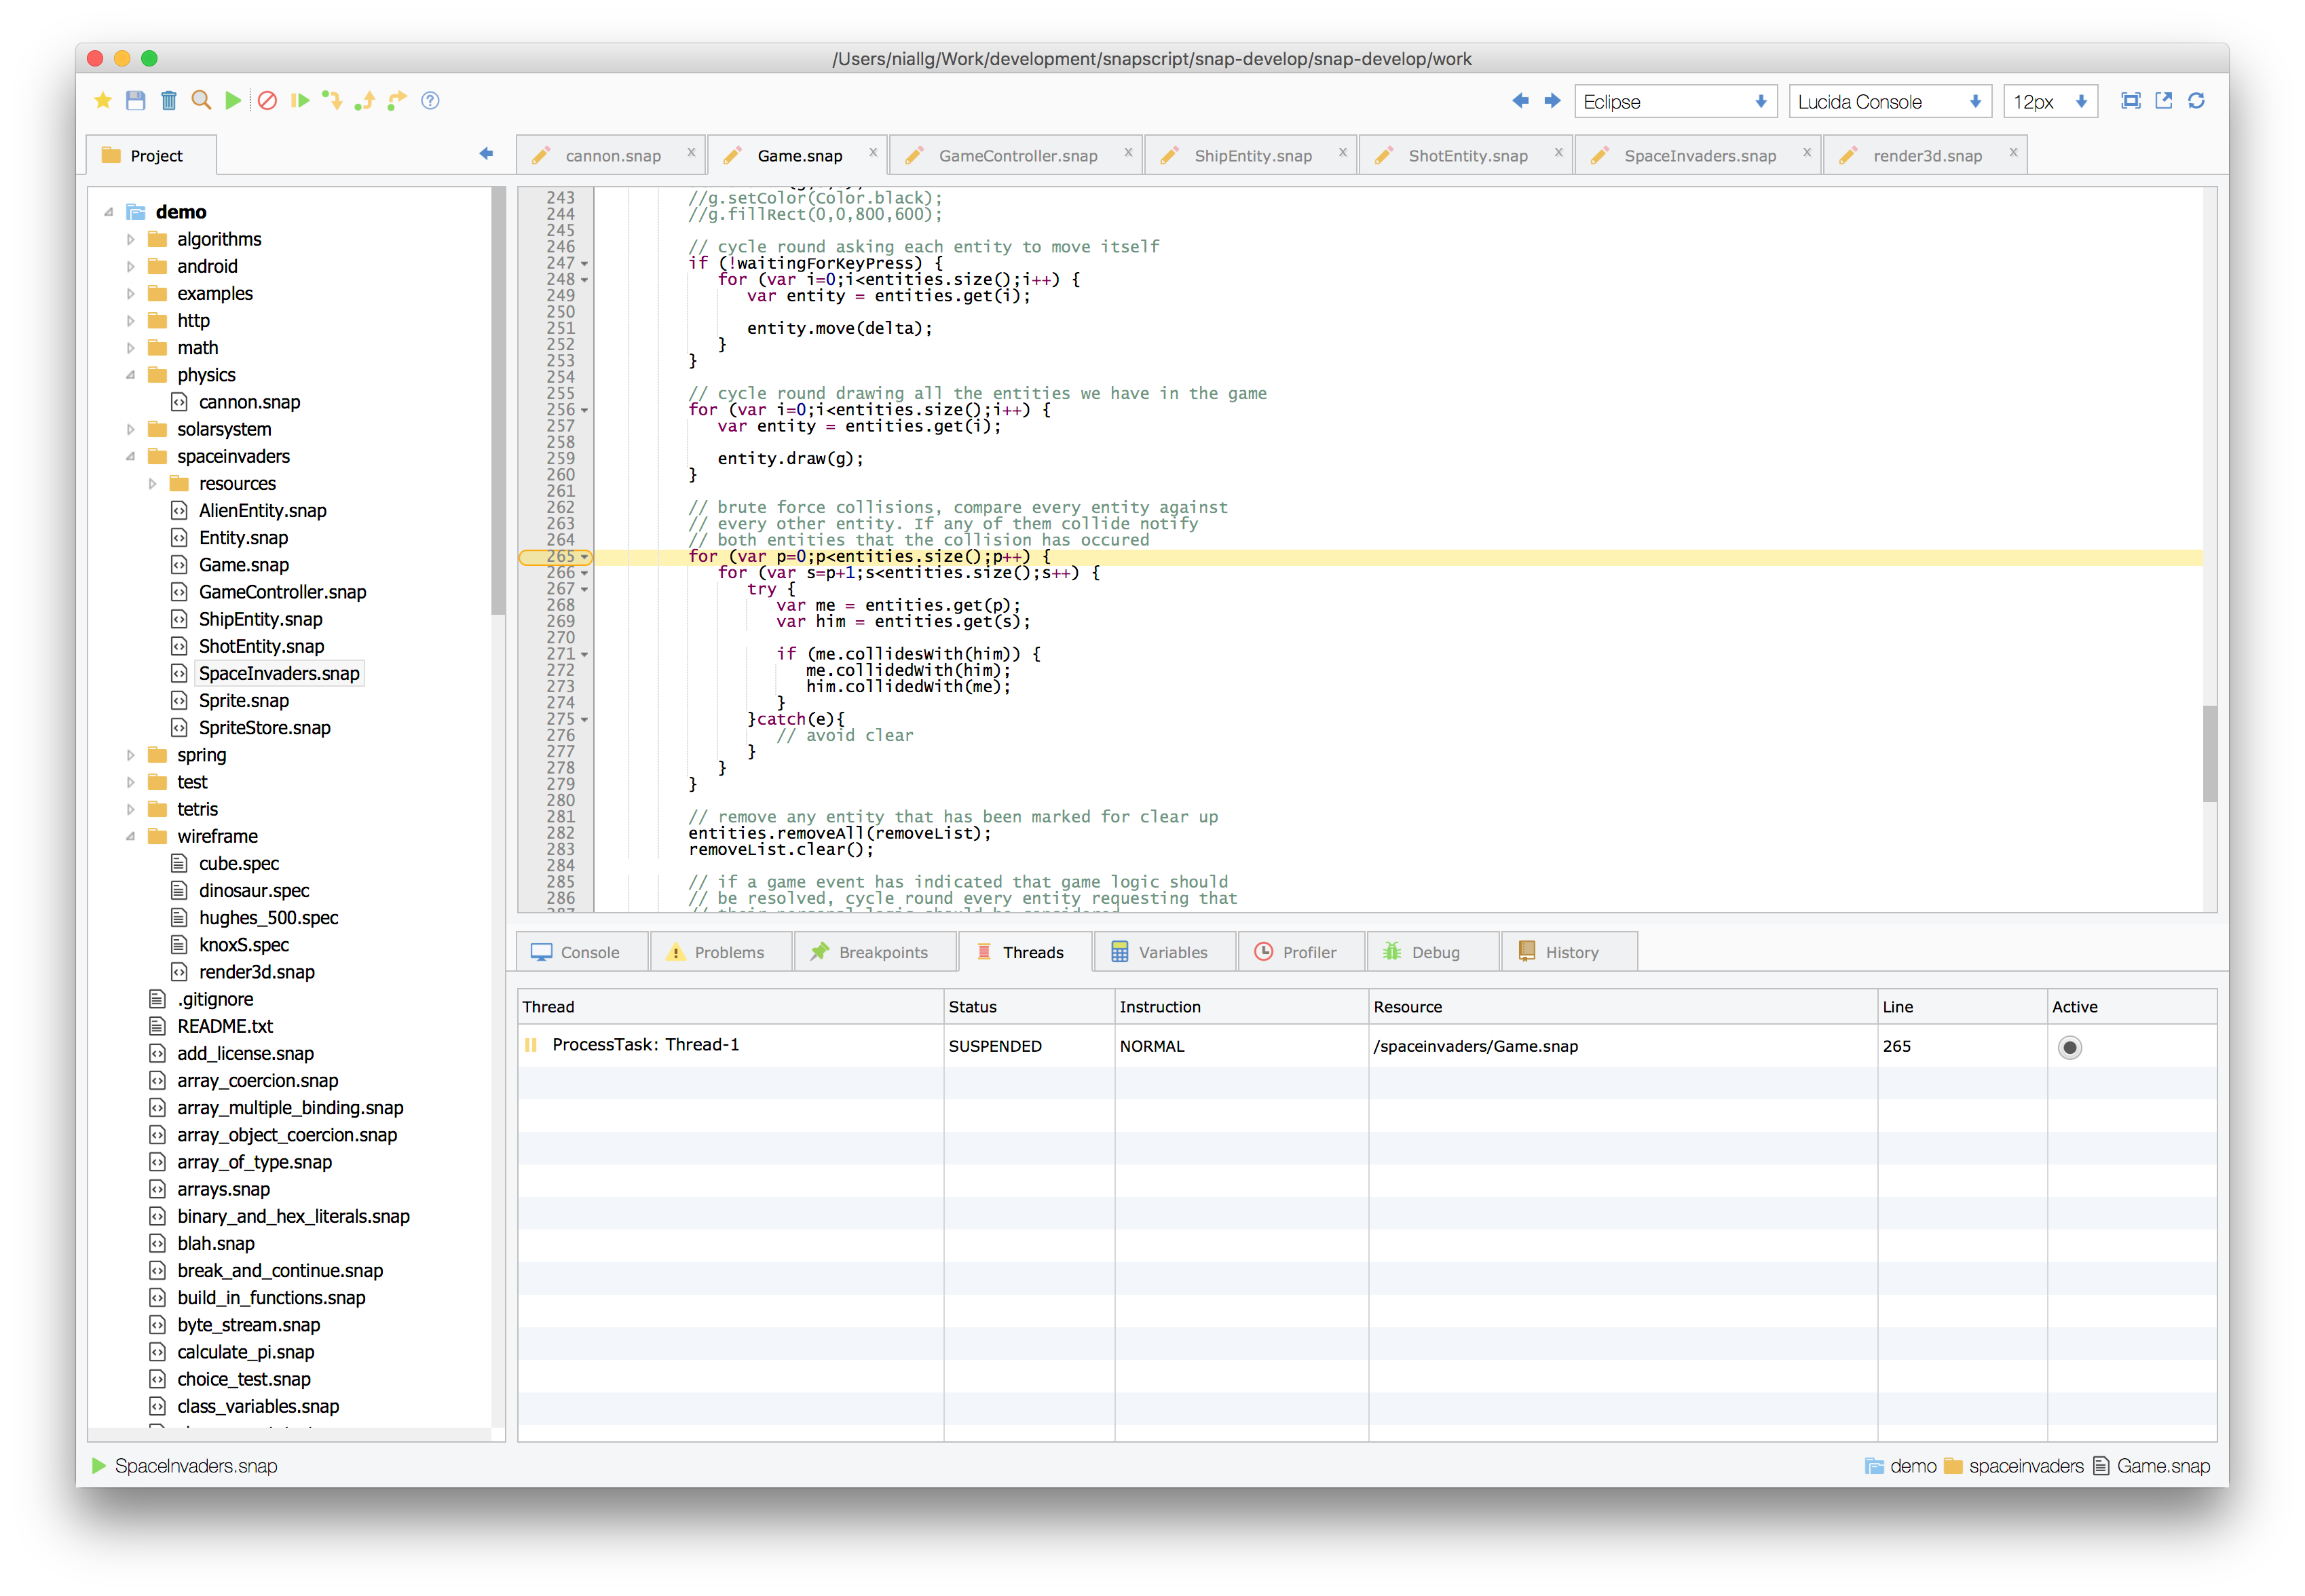 /Users/niallg/Work/development/snapscript/snap-develop/snap-develop/work
Eclipse
Lucida Console
12px
Project
cannon.snap x
Game.snap x
GameController.snap x
ShipEntity.snap x
ShotEntity.snap x
SpaceInvaders.snap x
render3d.snap x
demo
algorithms
android
examples
http
math
physics
cannon.snap
solarsystem
spaceinvaders
resources
AlienEntity.snap
Entity.snap
Game.snap
GameController.snap
ShipEntity.snap
ShotEntity.snap
SpaceInvaders.snap
Sprite.snap
SpriteStore.snap
spring
test
tetris
wireframe
cube.spec
dinosaur.spec
hughes_500.spec
knoxS.spec
render3d.snap
.gitignore
README.txt
add_license.snap
array_coercion.snap
array_multiple_binding.snap
array_object_coercion.snap
array_of_type.snap
arrays.snap
binary_and_hex_literals.snap
blah.snap
break_and_continue.snap
build_in_functions.snap
byte_stream.snap
calculate_pi.snap
choice_test.snap
class_variables.snap
243 //g.setColor(Color.black);
244 //g.fillRect(0,0,800,600);
245
246 // cycle round asking each entity to move itself
247 if (!waitingForKeyPress) {
248 for (var i=0;i<entities.size();i++) {
249 var entity = entities.get(i);
250
251 entity.move(delta);
252 }
253 }
254
255 // cycle round drawing all the entities we have in the game
256 for (var i=0;i<entities.size();i++) {
257 var entity = entities.get(i);
258
259 entity.draw(g);
260 }
261
262 // brute force collisions, compare every entity against
263 // every other entity. If any of them collide notify
264 // both entities that the collision has occured
265 for (var p=0;p<entities.size();p++) {
266 for (var s=p+1;s<entities.size();s++) {
267 try {
268 var me = entities.get(p);
269 var him = entities.get(s);
270
271 if (me.collidesWith(him)) {
272 me.collidedWith(him);
273 him.collidedWith(me);
274 }
275 }catch(e){
276 // avoid clear
277 }
278 }
279 }
280
281 // remove any entity that has been marked for clear up
282 entities.removeAll(removeList);
283 removeList.clear();
284
285 // if a game event has indicated that game logic should
286 // be resolved, cycle round every entity requesting that
Console
Problems
Breakpoints
Threads
Variables
Profiler
Debug
History
Thread Status Instruction Resource Line Active
ProcessTask: Thread-1 SUSPENDED NORMAL /spaceinvaders/Game.snap 265
SpaceInvaders.snap
demo spaceinvaders Game.snap